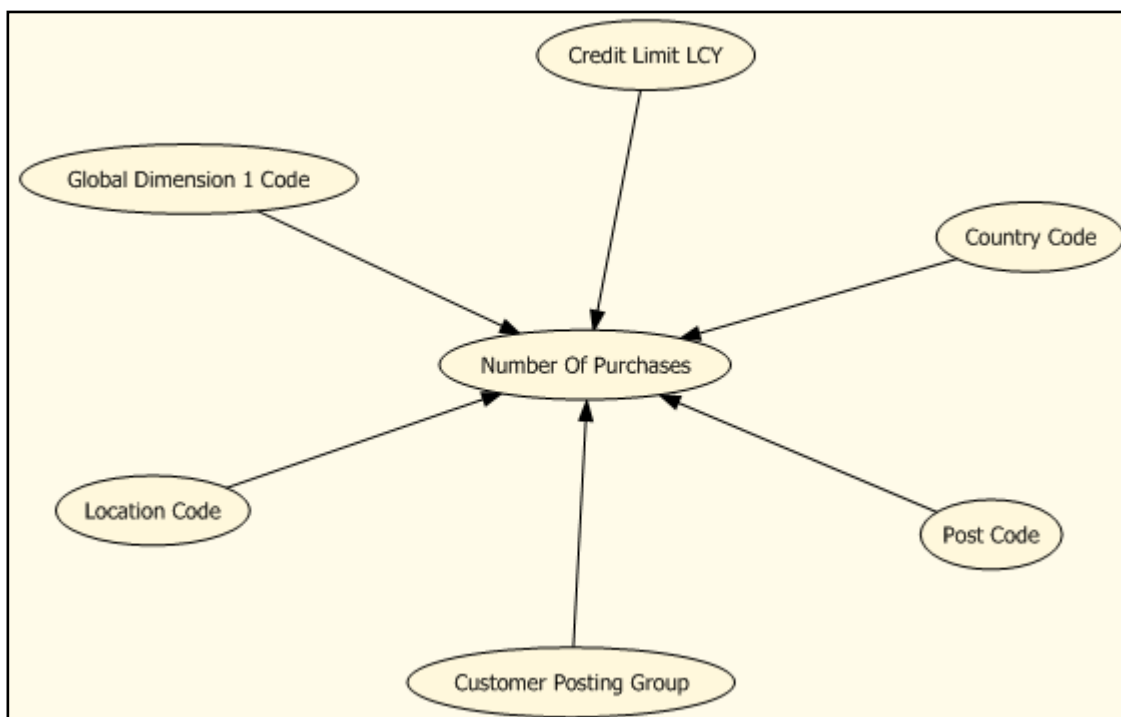 Credit Limit LCY
Global Dimension 1 Code
Country Code
Number Of Purchases
Location Code
Post Code
Customer Posting Group